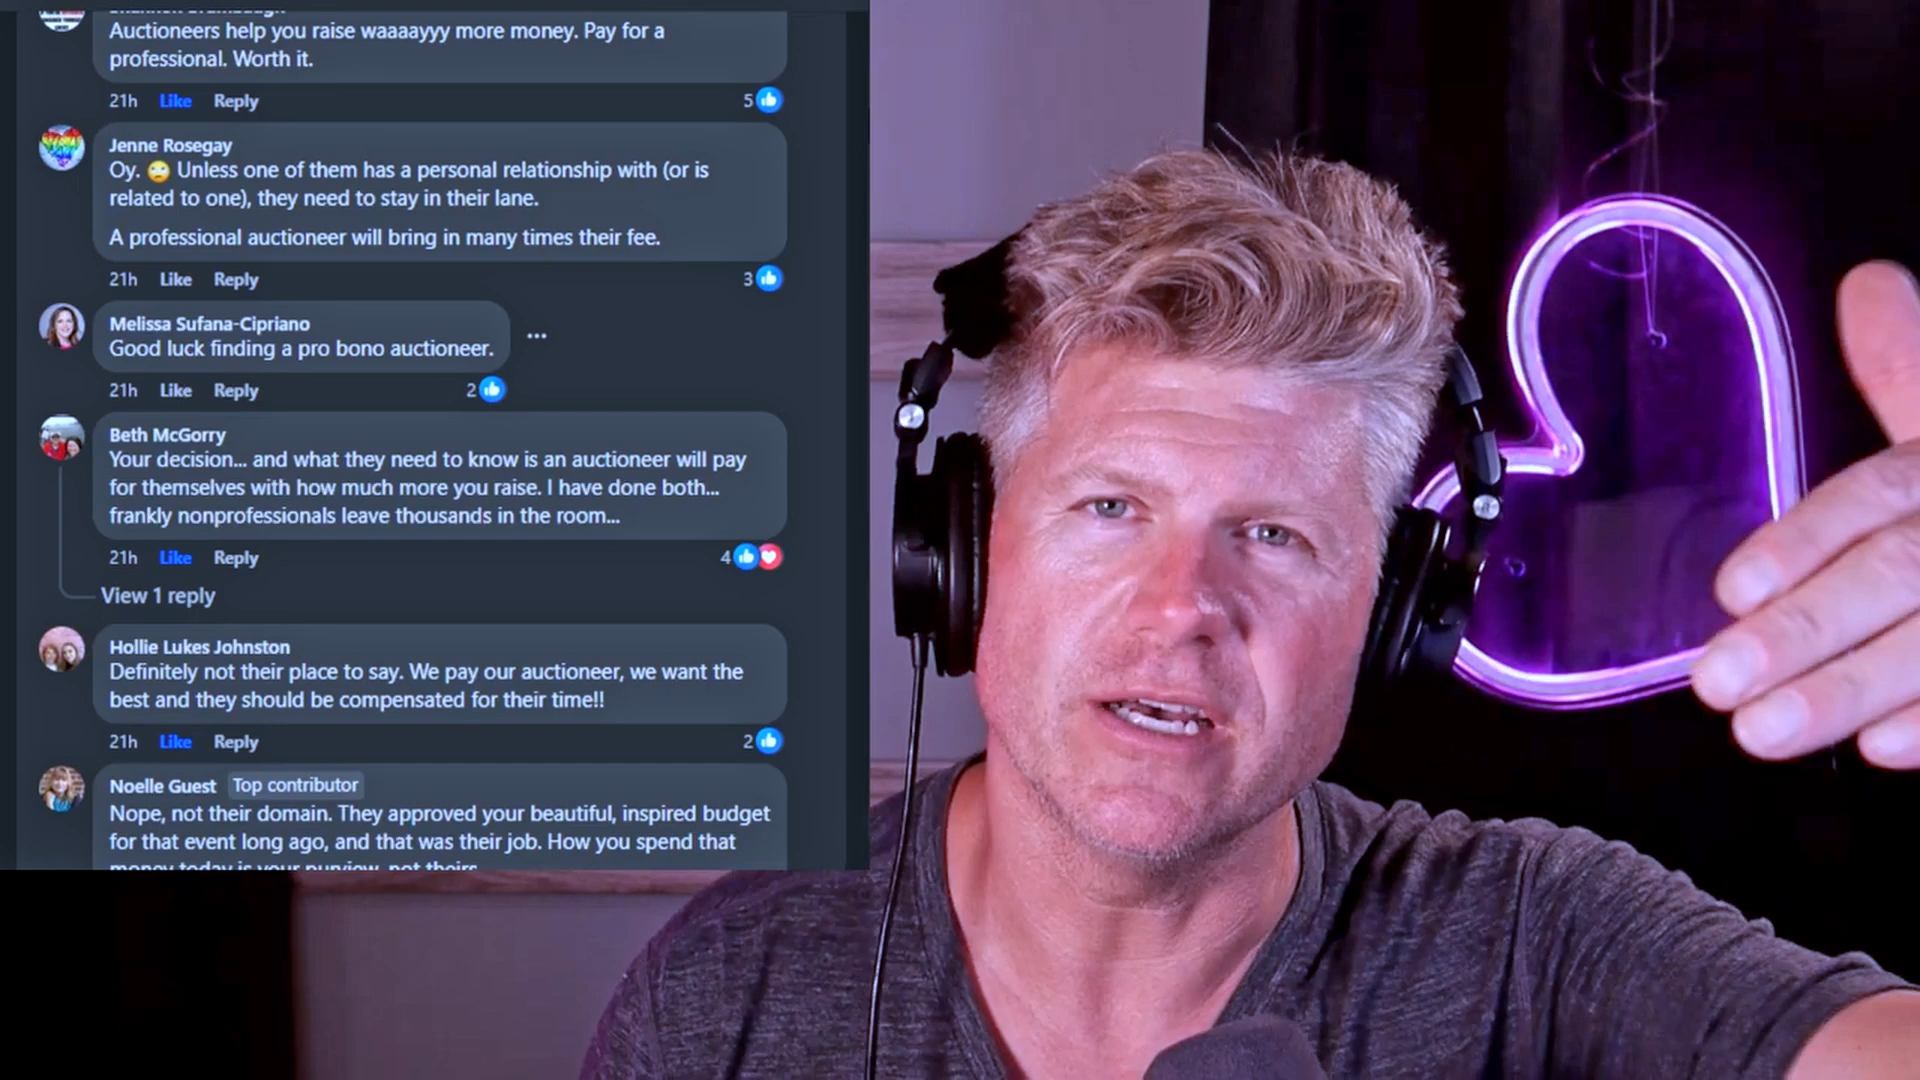 Auctioneers help you raise waaaayyy more money. Pay for a
professional. Worth it.
21h Like Reply 5
Jenne Rosegay
Oy. 🙄 Unless one of them has a personal relationship with (or is
related to one), they need to stay in their lane.
A professional auctioneer will bring in many times their fee.
21h Like Reply 3
Melissa Sufana-Cipriano
Good luck finding a pro bono auctioneer.
21h Like Reply 2
Beth McGorry
Your decision... and what they need to know is an auctioneer will pay
for themselves with how much more you raise. I have done both...
frankly nonprofessionals leave thousands in the room...
21h Like Reply 4
View 1 reply
Hollie Lukes Johnston
Definitely not their place to say. We pay our auctioneer, we want the
best and they should be compensated for their time!!
21h Like Reply 2
Noelle Guest Top contributor
Nope, not their domain. They approved your beautiful, inspired budget
for that event long ago, and that was their job. How you spend that
money today is your purview, not theirs